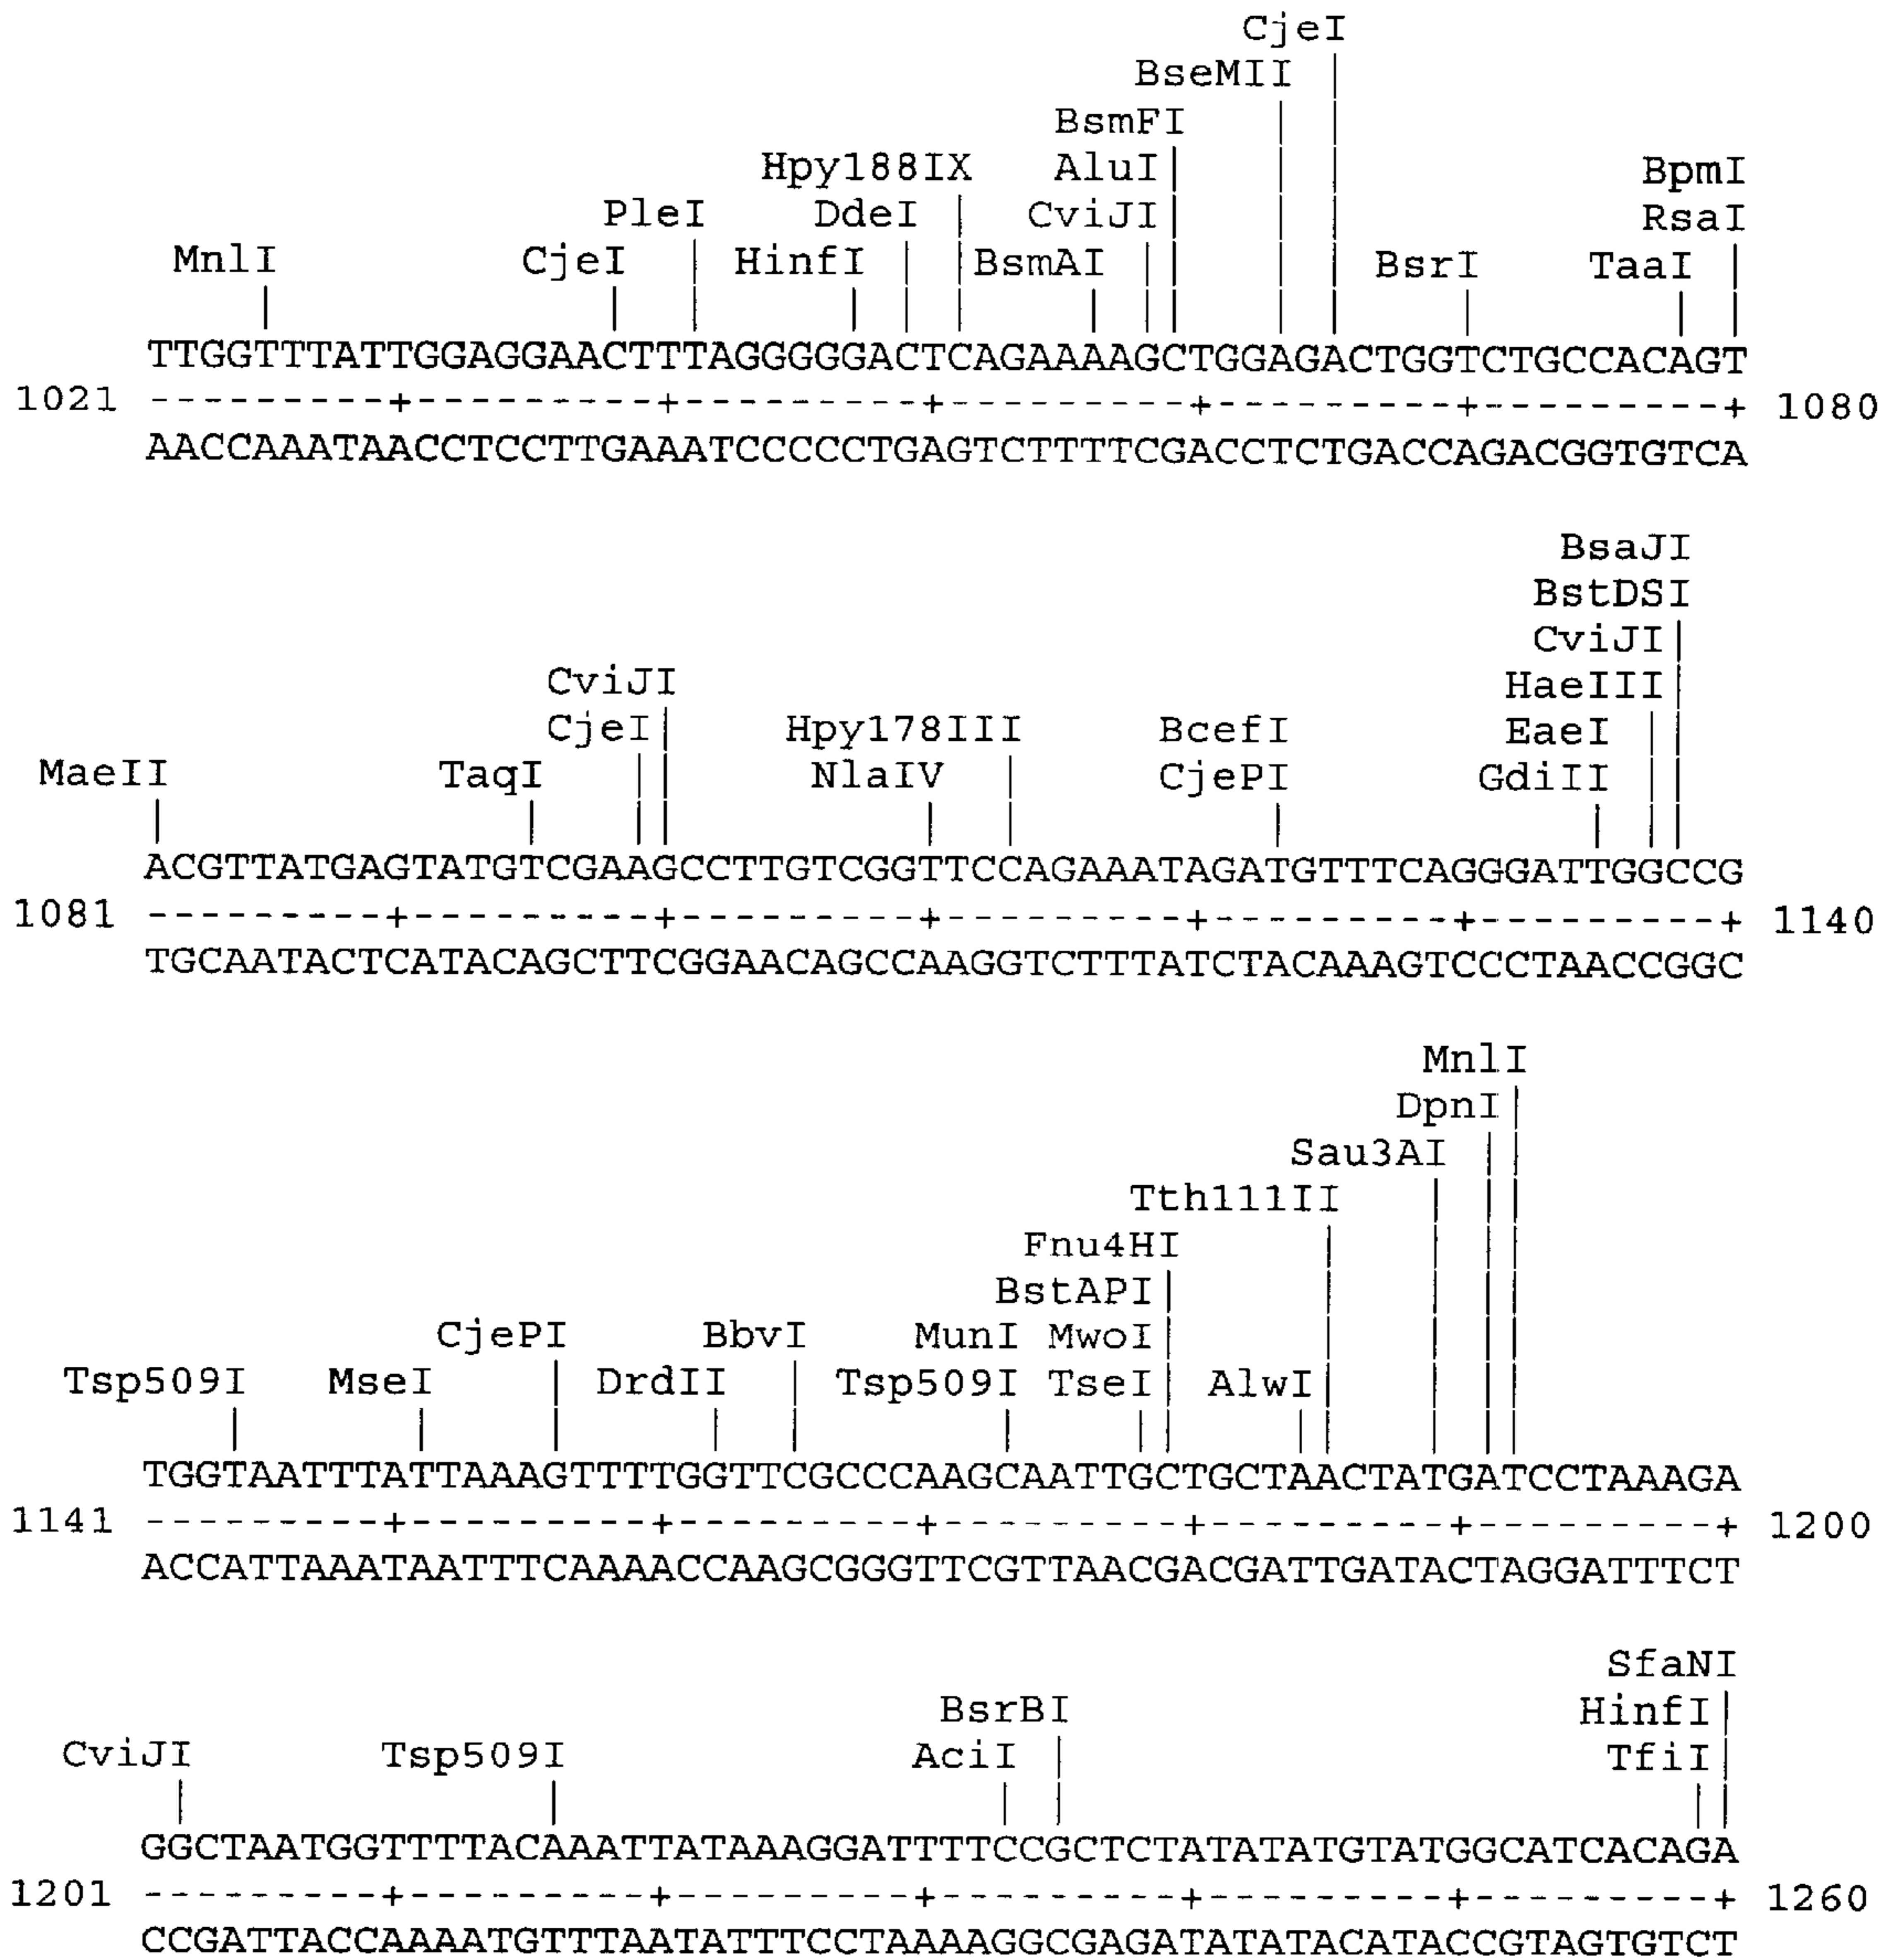 CjeI
BseMII
BsmFI
Hpy188IX AluI BpmI
PleI DdeI CviJI RsaI
MnlI CjeI HinfI BsmAI BsrI TaaI
TTGGTTTATTGGAGGAACTTTAGGGGGACTCAGAAAAGCTGGAGACTGGTCTGCCACAGT
1021 ---------+---------+---------+---------+---------+---------+ 1080
AACCAAATAACCTCCTTGAAATCCCCCTGAGTCTTTTCGACCTCTGACCAGACGGTGTCA
BsaJI
BstDSI
CviJI
CviJI HaeIII
CjeI Hpy178III BcefI EaeI
MaeII TaqI NlaIV CjePI GdiII
ACGTTATGAGTATGTCGAAGCCTTGTCGGTTCCAGAAATAGATGTTTCAGGGATTGGCCG
1081 ---------+---------+---------+---------+---------+---------+ 1140
TGCAATACTCATACAGCTTCGGAACAGCCAAGGTCTTTATCTACAAAGTCCCTAACCGGC
MnlI
DpnI
Sau3AI
Tth111II
Fnu4HI
BstAPI
CjePI BbvI MunI MwoI
Tsp509I MseI DrdII Tsp509I TseI AlwI
TGGTAATTTATTAAAGTTTTGGTTCGCCCAAGCAATTGCTGCTAACTATGATCCTAAAGA
1141 ---------+---------+---------+---------+---------+---------+ 1200
ACCATTAAATAATTTCAAAACCAAGCGGGTTCGTTAACGACGATTGATACTAGGATTTCT
SfaNI
BsrBI HinfI
CviJI Tsp509I AciI TfiI
GGCTAATGGTTTTACAAATTATAAAGGATTTTCCGCTCTATATATGTATGGCATCACAGA
1201 ---------+---------+---------+---------+---------+---------+ 1260
CCGATTACCAAAATGTTTAATATTTCCTAAAAGGCGAGATATATACATACCGTAGTGTCT